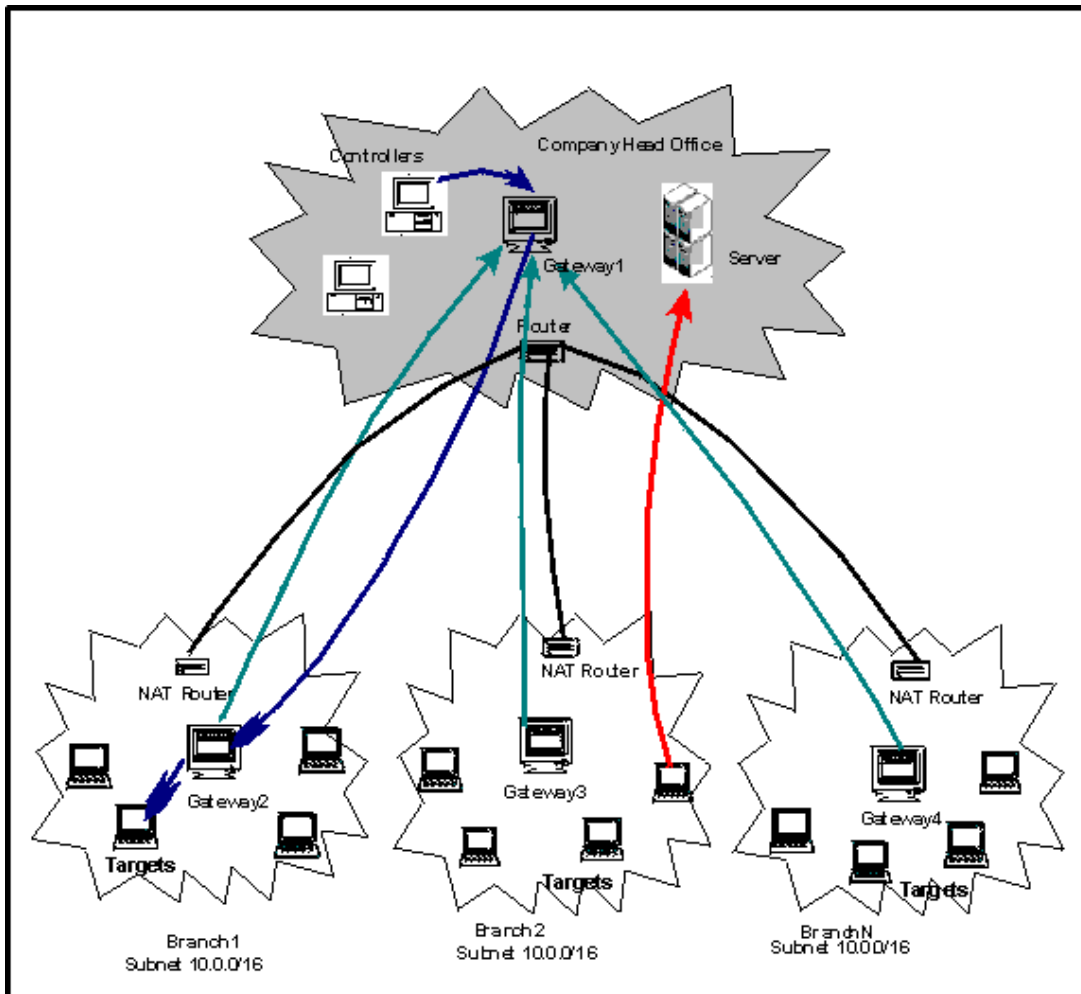 Controllers
Company Head Office
Gateway1
Server
Router
NAT Router
NAT Router
NAT Router
Gateway2
Gateway3
Gateway4
Targets
Targets
Targets
Branch1
Subnet 10.0.0/16
Branch2
Subnet 10.0.0/16
BranchN
Subnet 10.0.0/16